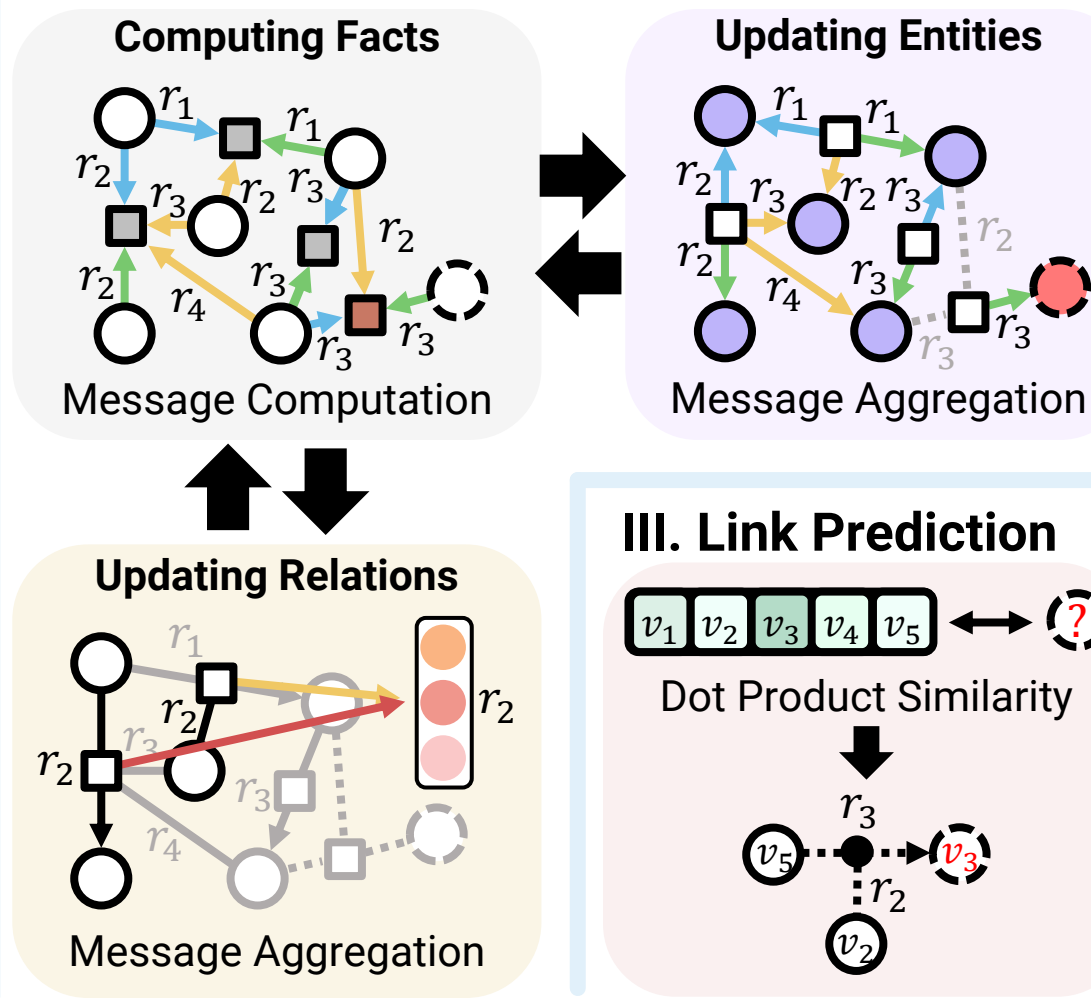 Computing Facts
r₁
r₁
r₂
r₃
r₂
r₃
r₂
r₂
r₄
r₃
r₃
r₃
Message Computation
Updating Entities
r₁
r₁
r₂
r₃
r₂
r₃
r₂
r₂
r₄
r₃
r₃
r₃
Message Aggregation
Updating Relations
r₁
r₂
r₂
r₃
r₂
r₃
r₄
Message Aggregation
III. Link Prediction
v₁ v₂ v₃ v₄ v₅ ?
Dot Product Similarity
r₃
v₅ v₃
r₂
v₂